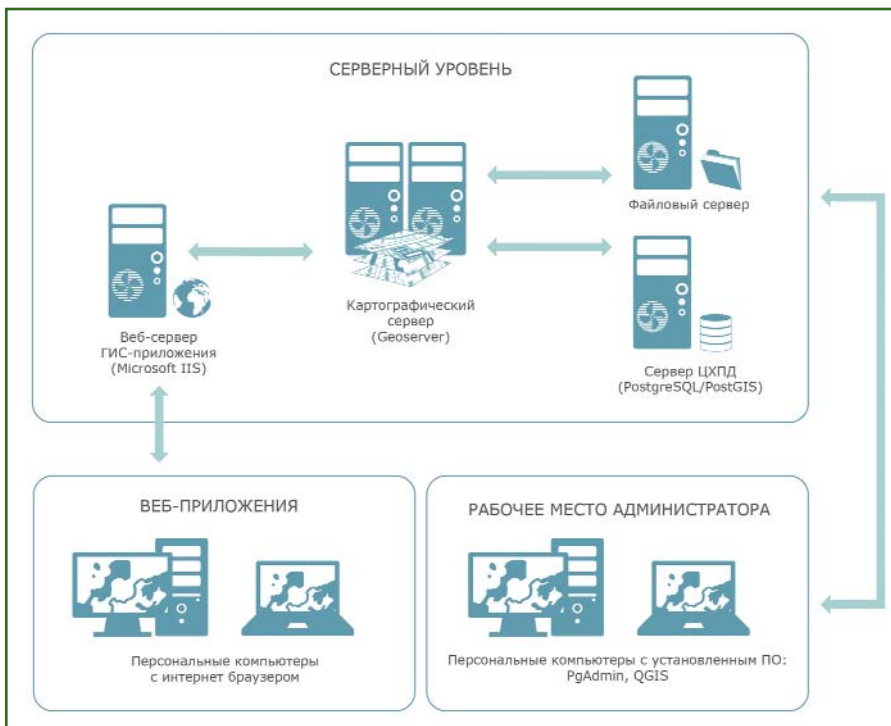 СЕРВЕРНЫЙ УРОВЕНЬ
Файловый сервер
Картографический
сервер
(Geoserver)
Веб-сервер
ГИС-приложения
(Microsoft IIS)
Сервер ЦХПД
(PostgreSQL/PostGIS)
ВЕБ-ПРИЛОЖЕНИЯ
Персональные компьютеры
с интернет браузером
РАБОЧЕЕ МЕСТО АДМИНИСТРАТОРА
Персональные компьютеры с установленным ПО:
PgAdmin, QGIS